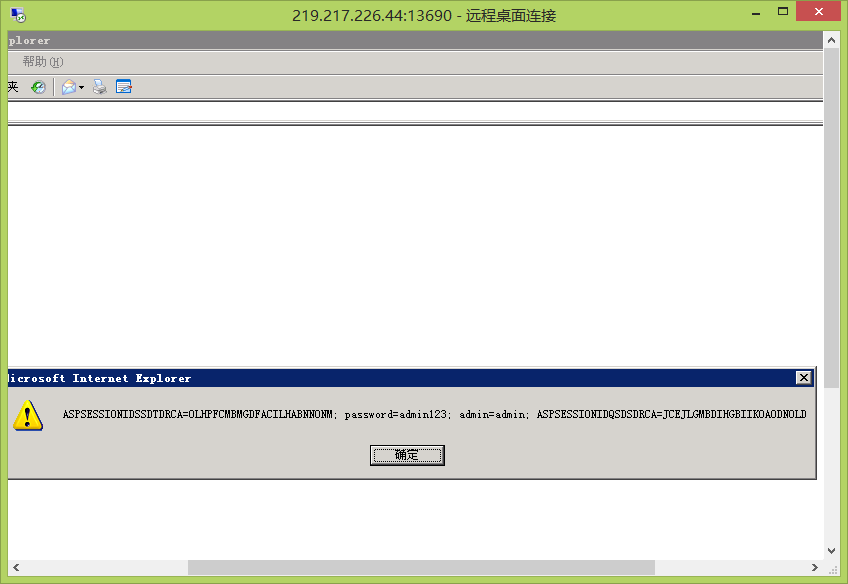 219.217.226.44:13690 - 远程桌面连接
plorer
帮助(H)
夹
Microsoft Internet Explorer
ASPSESSIONIDSSDTDRCA=OLHPFCMBMGDFACILHABNNONM; password=admin123; admin=admin; ASPSESSIONIDQSDSDRCA=JCEJLGMBDIHGBIIKOAODNOLD
确定